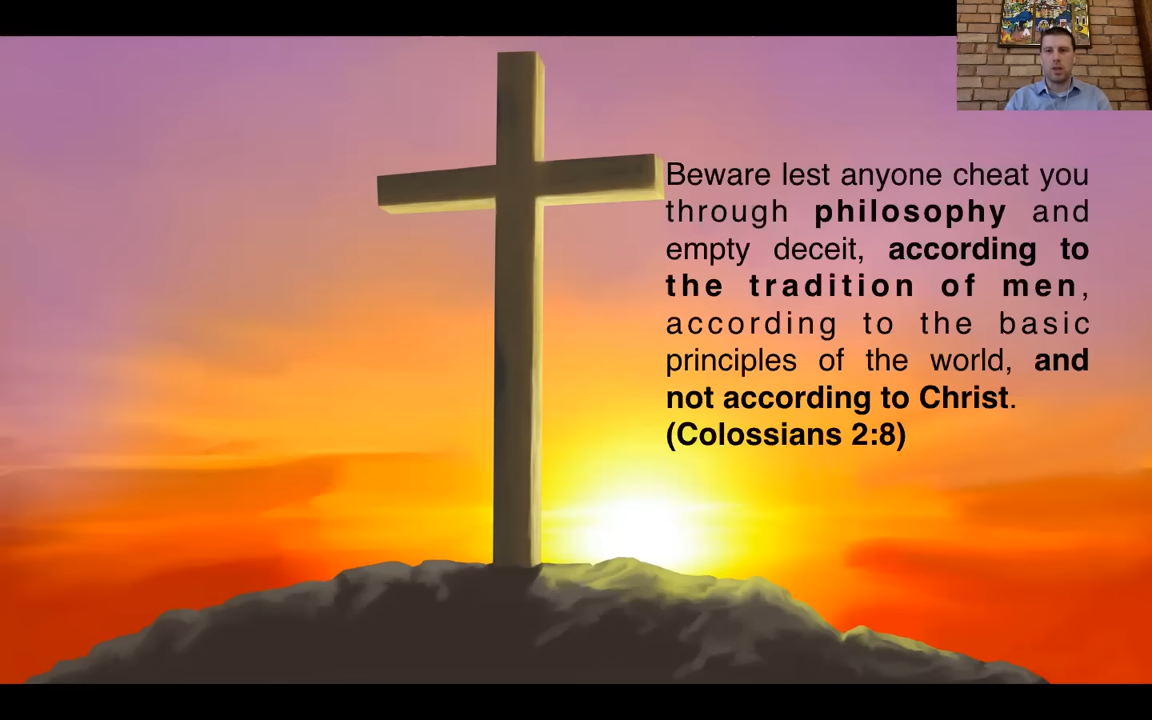 Beware lest anyone cheat you
through philosophy and
empty deceit, according to
the tradition of men,
according to the basic
principles of the world, and
not according to Christ.
(Colossians 2:8)